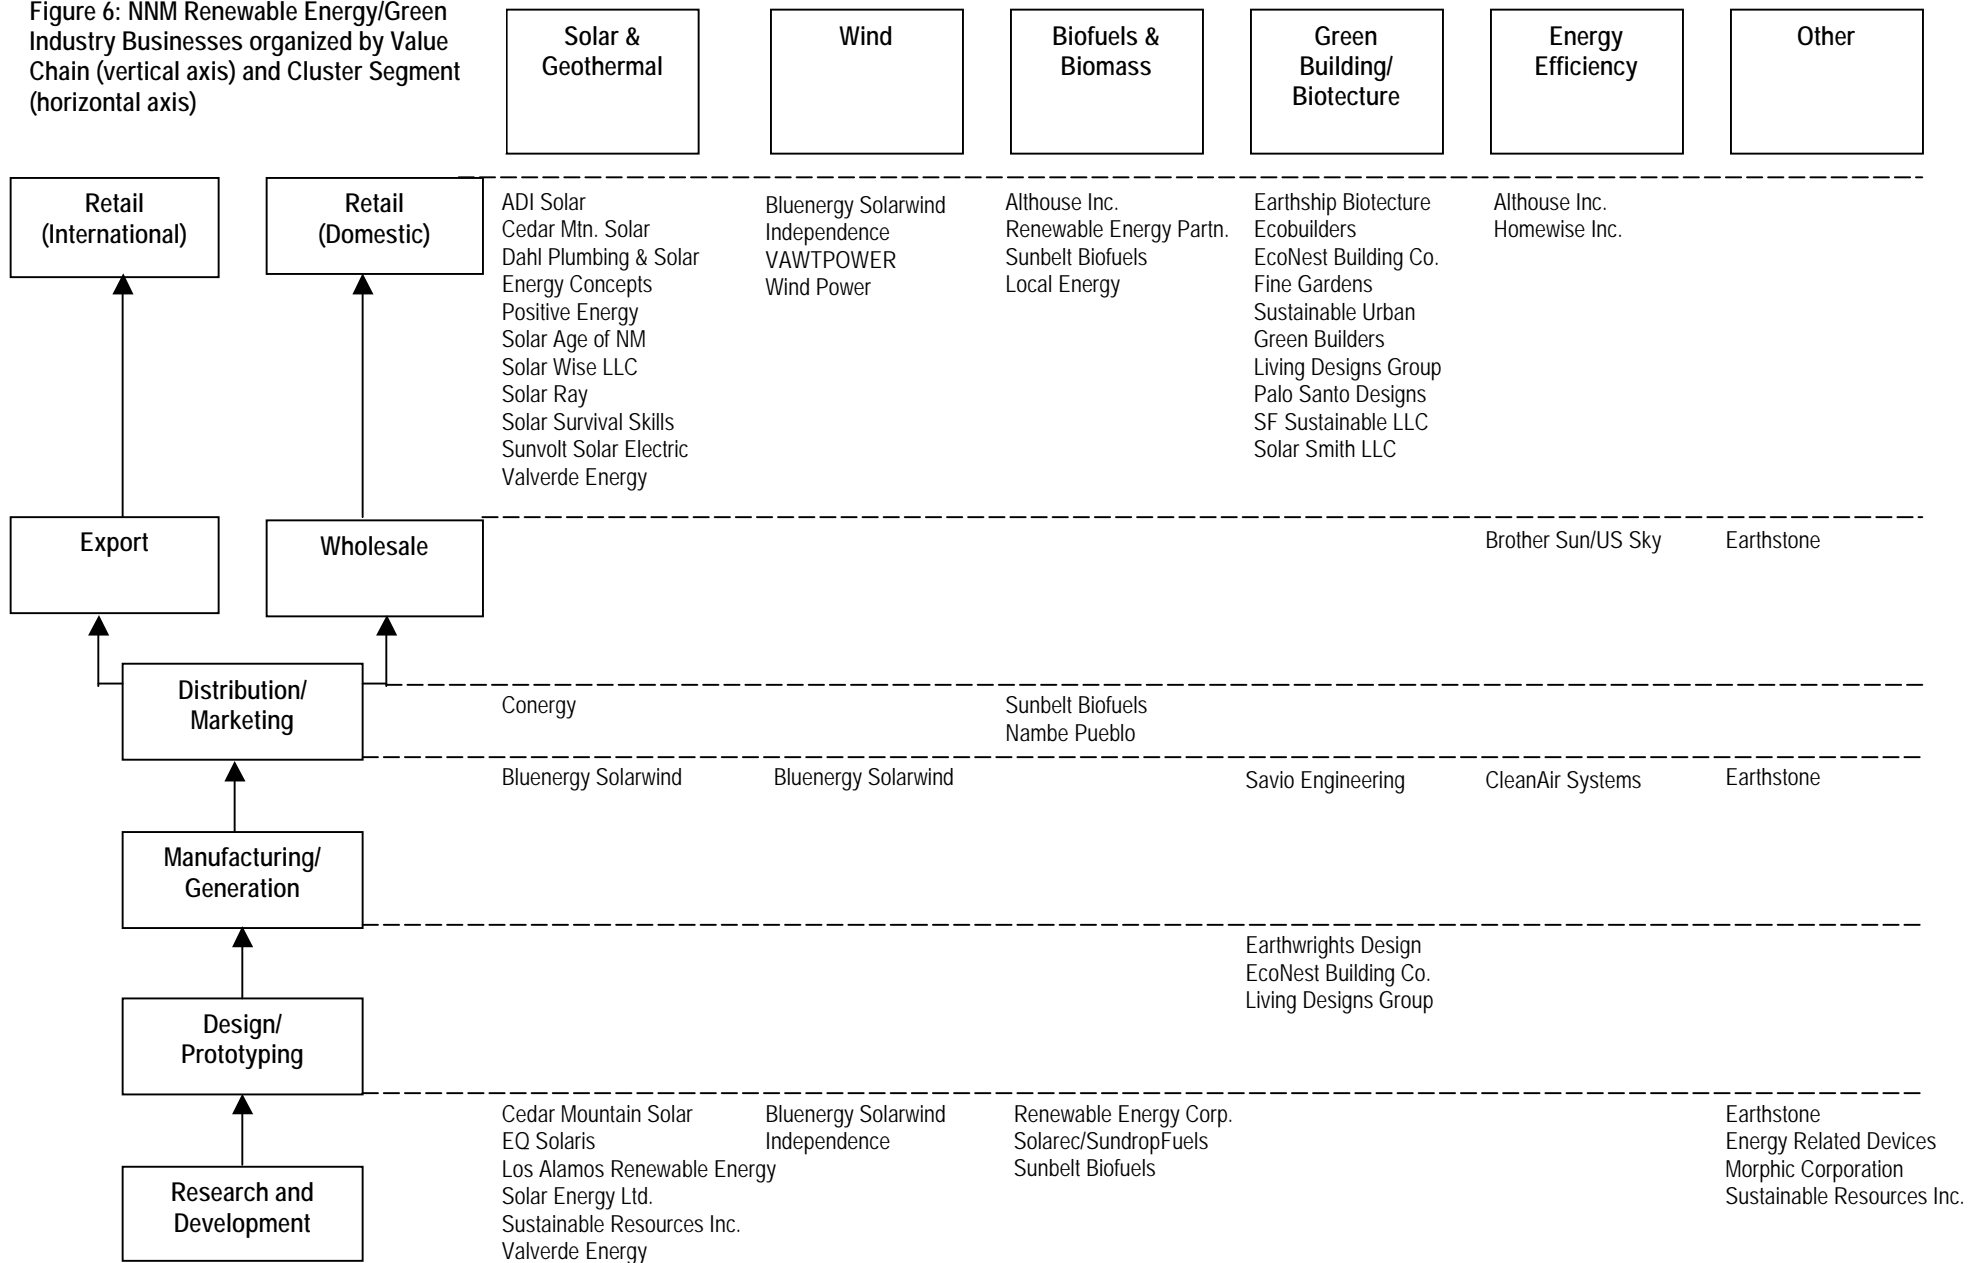 Figure 6: NNM Renewable Energy/Green
Industry Businesses organized by Value
Chain (vertical axis) and Cluster Segment
(horizontal axis)
Solar &
Geothermal
Wind
Biofuels &
Biomass
Green
Building/
Biotecture
Energy
Efficiency
Other
Retail
(International)
Retail
(Domestic)
ADI Solar
Cedar Mtn. Solar
Dahl Plumbing & Solar
Energy Concepts
Positive Energy
Solar Age of NM
Solar Wise LLC
Solar Ray
Solar Survival Skills
Sunvolt Solar Electric
Valverde Energy
Bluenergy Solarwind
Independence
VAWTPOWER
Wind Power
Althouse Inc.
Renewable Energy Partn.
Sunbelt Biofuels
Local Energy
Earthship Biotecture
Ecobuilders
EcoNest Building Co.
Fine Gardens
Sustainable Urban
Green Builders
Living Designs Group
Palo Santo Designs
SF Sustainable LLC
Solar Smith LLC
Althouse Inc.
Homewise Inc.
Export
Wholesale
Brother Sun/US Sky
Earthstone
Distribution/
Marketing
Conergy
Sunbelt Biofuels
Nambe Pueblo
Bluenergy Solarwind
Bluenergy Solarwind
Savio Engineering
CleanAir Systems
Earthstone
Manufacturing/
Generation
Earthwrights Design
EcoNest Building Co.
Living Designs Group
Design/
Prototyping
Cedar Mountain Solar
EQ Solaris
Los Alamos Renewable Energy
Solar Energy Ltd.
Sustainable Resources Inc.
Valverde Energy
Bluenergy Solarwind
Independence
Renewable Energy Corp.
Solarec/SundropFuels
Sunbelt Biofuels
Earthstone
Energy Related Devices
Morphic Corporation
Sustainable Resources Inc.
Research and
Development